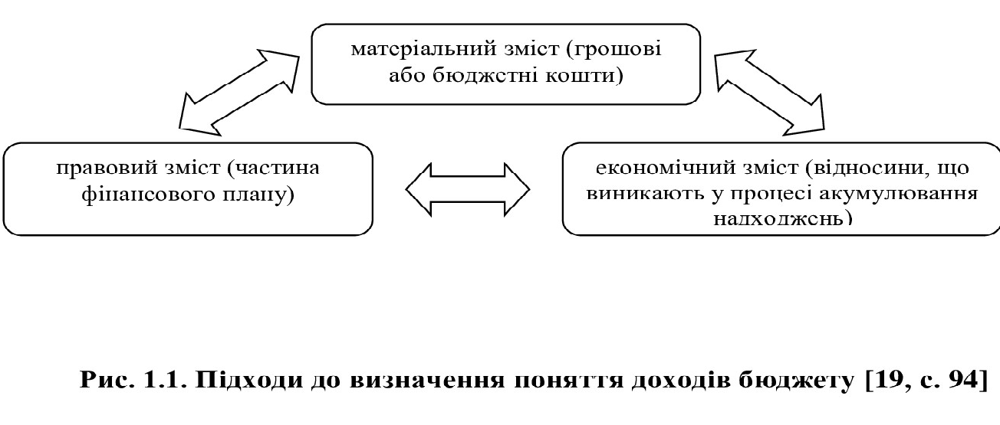 матеріальний зміст (грошові
або бюджетні кошти)
правовий зміст (частина
фінансового плану)
економічний зміст (відносини, що
виникають у процесі акумулювання
надходжень)
Рис. 1.1. Підходи до визначення поняття доходів бюджету [19, с. 94]